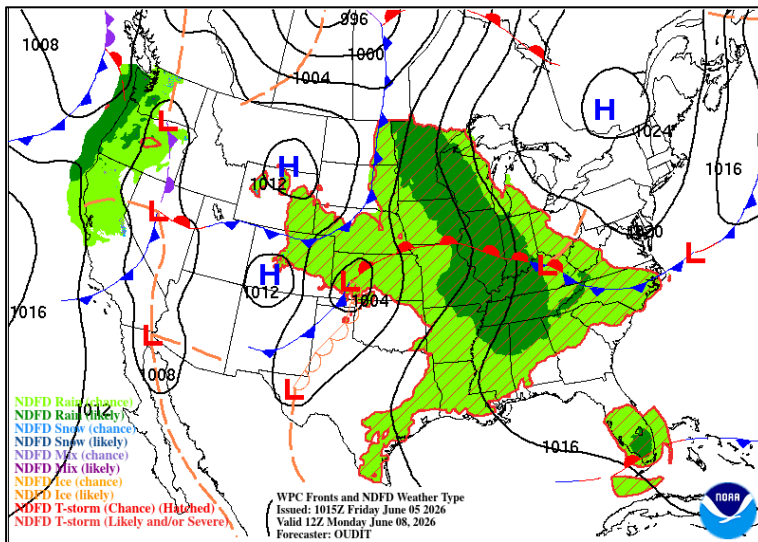 1008
996
1000
1004
H
1024
L
1016
H
1012
L
1020
L
H
1012
L
L
1004
1016
L
1008
L
1012
1016
NDFD Rain (chance)
NDFD Rain (likely)
NDFD Snow (chance)
NDFD Snow (likely)
NDFD Mix (chance)
NDFD Mix (likely)
NDFD Ice (chance)
NDFD Ice (likely)
NDFD T-storm (Chance) (Hatched)
NDFD T-storm (Likely and/or Severe)
WPC Fronts and NDFD Weather Type
Issued: 1015Z Friday June 05 2026
Valid 12Z Monday June 08, 2026
Forecaster: OUDIT
NOAA